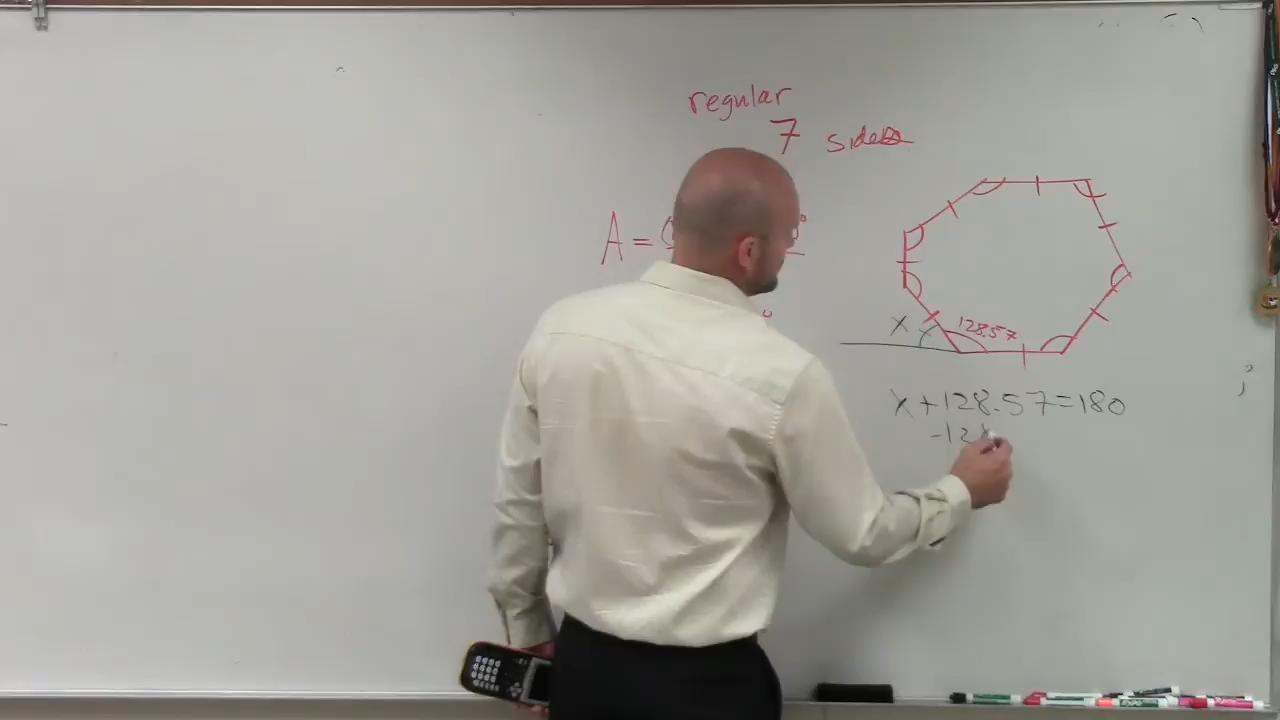 regular
7 sides
A = (
°
°
128.57
x
x + 128.57 = 180
-12